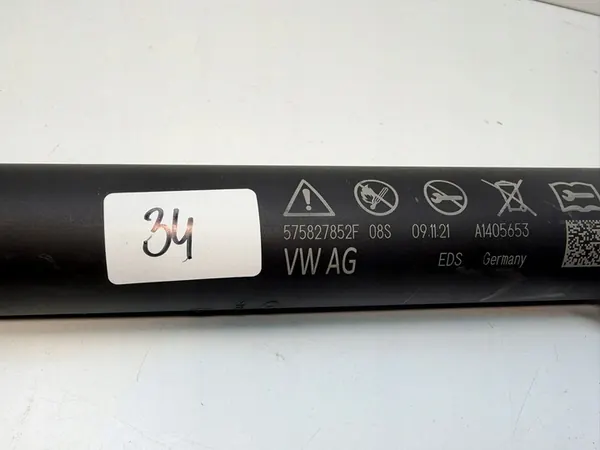 34
575827852F 08S 09.11.21 A1405653
VW AG EDS Germany